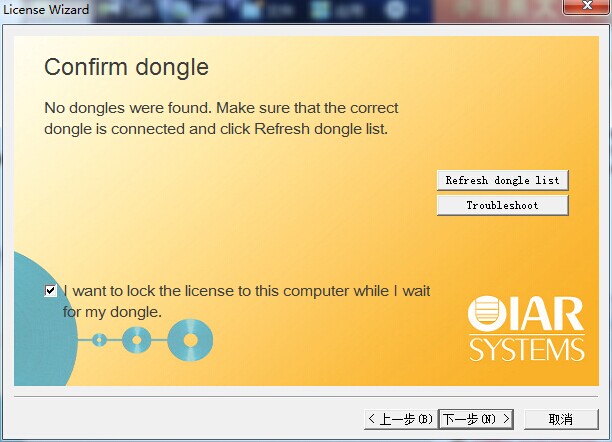 License Wizard
Confirm dongle
No dongles were found. Make sure that the correct
dongle is connected and click Refresh dongle list.
Refresh dongle list
Troubleshoot
I want to lock the license to this computer while I wait
for my dongle.
IAR
SYSTEMS
< 上一步(B)
下一步(N) >
取消